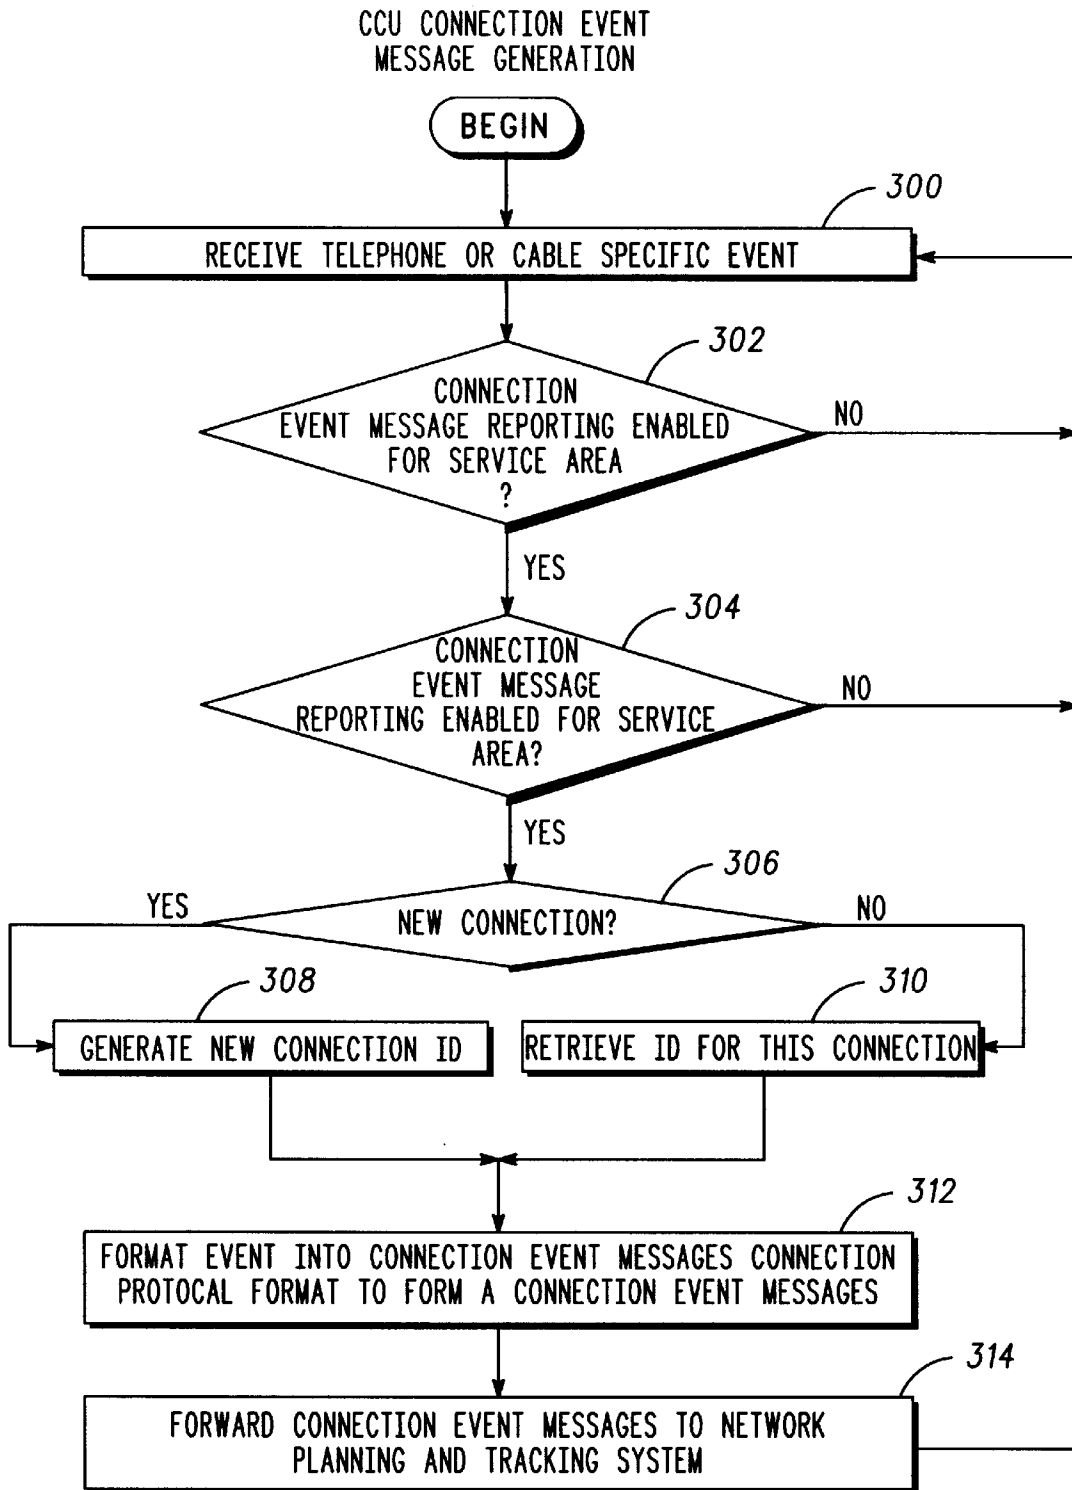 CCU CONNECTION EVENT
MESSAGE GENERATION
BEGIN
300
RECEIVE TELEPHONE OR CABLE SPECIFIC EVENT
302
CONNECTION
EVENT MESSAGE REPORTING ENABLED
FOR SERVICE AREA
?
NO
YES
304
CONNECTION
EVENT MESSAGE
REPORTING ENABLED FOR SERVICE
AREA?
NO
YES
306
YES
NEW CONNECTION?
NO
308
GENERATE NEW CONNECTION ID
310
RETRIEVE ID FOR THIS CONNECTION
312
FORMAT EVENT INTO CONNECTION EVENT MESSAGES CONNECTION
PROTOCAL FORMAT TO FORM A CONNECTION EVENT MESSAGES
314
FORWARD CONNECTION EVENT MESSAGES TO NETWORK
PLANNING AND TRACKING SYSTEM